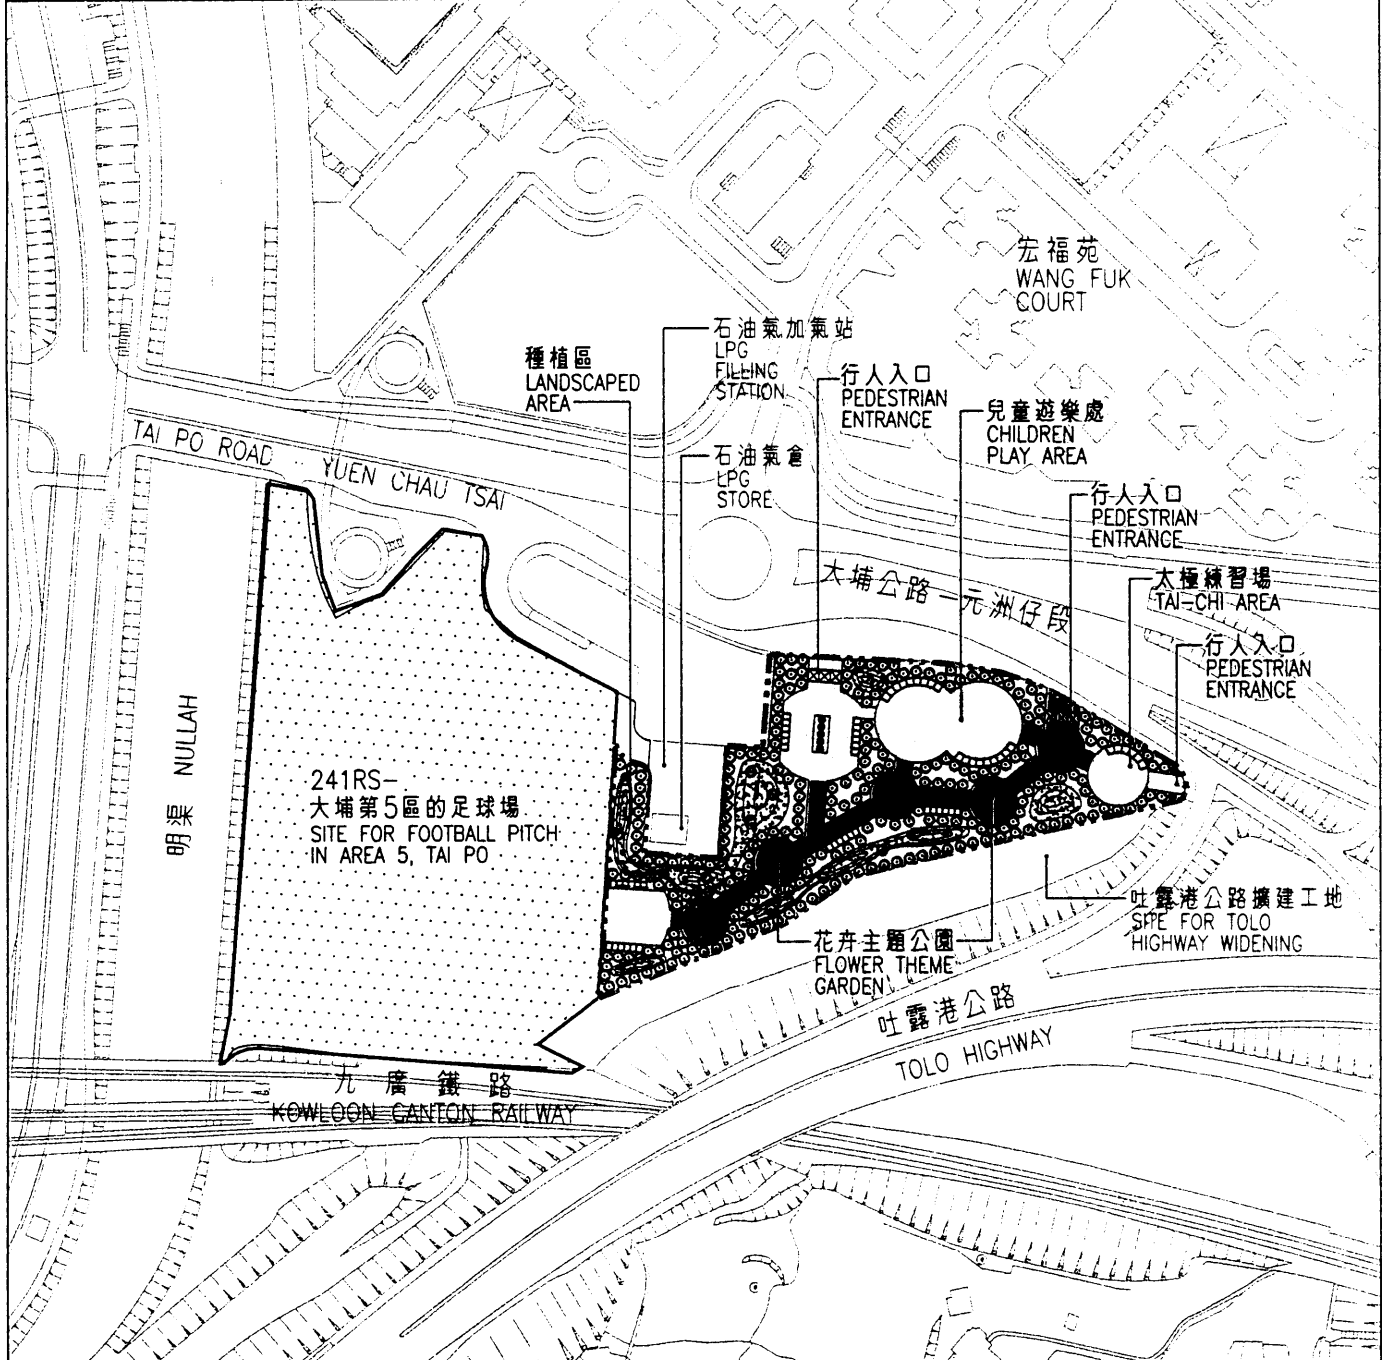 宏福苑
WANG FUK
COURT
石油氣加氣站
LPG
FILLING
STATION
種植區
LANDSCAPED
AREA
行人入口
PEDESTRIAN
ENTRANCE
兒童遊樂處
CHILDREN
PLAY AREA
TAI PO ROAD
YUEN CHAU TSAI
石油氣倉
LPG
STORE
行人入口
PEDESTRIAN
ENTRANCE
大埔公路-元洲仔段
太極練習場
TAI-CHI AREA
行人入口
PEDESTRIAN
ENTRANCE
明渠 NULLAH
241RS-
大埔第5區的足球場
SITE FOR FOOTBALL PITCH
IN AREA 5, TAI PO
吐露港公路擴建工地
SITE FOR TOLO
HIGHWAY WIDENING
花卉主題公園
FLOWER THEME
GARDEN
吐露港公路
TOLO HIGHWAY
九廣鐵路
KOWLOON CANTON RAILWAY